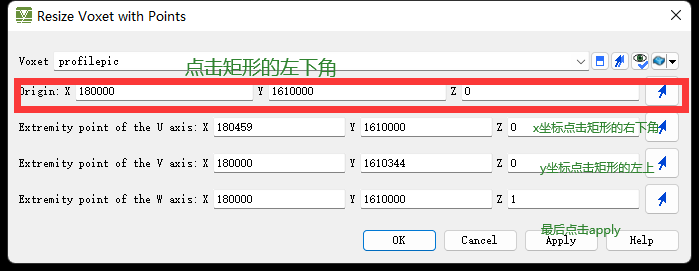 Resize Voxet with Points
Voxet profilepic
点击矩形的左下角
Origin: X 180000 Y 1610000 Z 0
Extremity point of the U axis: X 180459 Y 1610000 Z 0
x坐标点击矩形的右下角
Extremity point of the V axis: X 180000 Y 1610344 Z 0
y坐标点击矩形的左上
Extremity point of the W axis: X 180000 Y 1610000 Z 1
最后点击apply
OK Cancel Apply Help